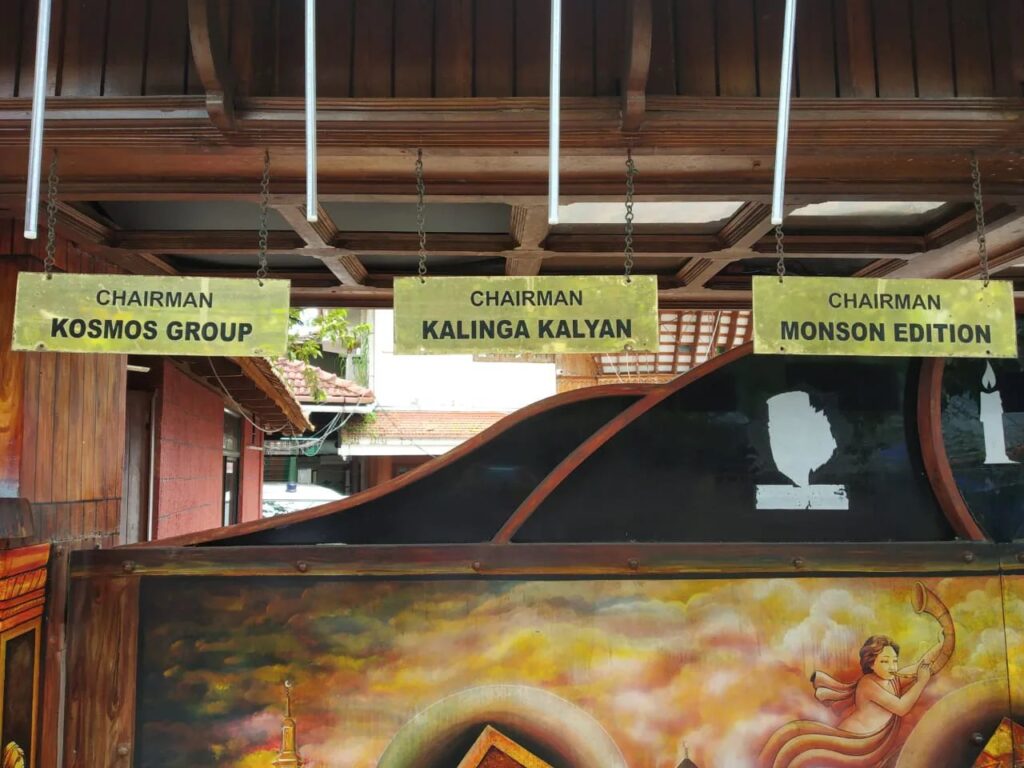 CHAIRMAN
KOSMOS GROUP
CHAIRMAN
KALINGA KALYAN
CHAIRMAN
MONSON EDITION